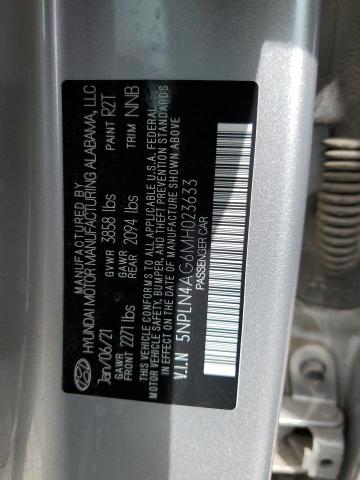 MANUFACTURED BY
HYUNDAI MOTOR MANUFACTURING ALABAMA, LLC
Jan/06/21 GVWR 3858 lbs PAINT R2T
GAWR FRONT 2271 lbs GAWR REAR 2094 lbs TRIM NNB
THIS VEHICLE CONFORMS TO ALL APPLICABLE U.S.A. FEDERAL
MOTOR VEHICLE SAFETY, BUMPER, AND THEFT PREVENTION STANDARDS
IN EFFECT ON THE DATE OF MANUFACTURE SHOWN ABOVE.
V.I.N 5NPLN4AG6MH023633
PASSENGER CAR